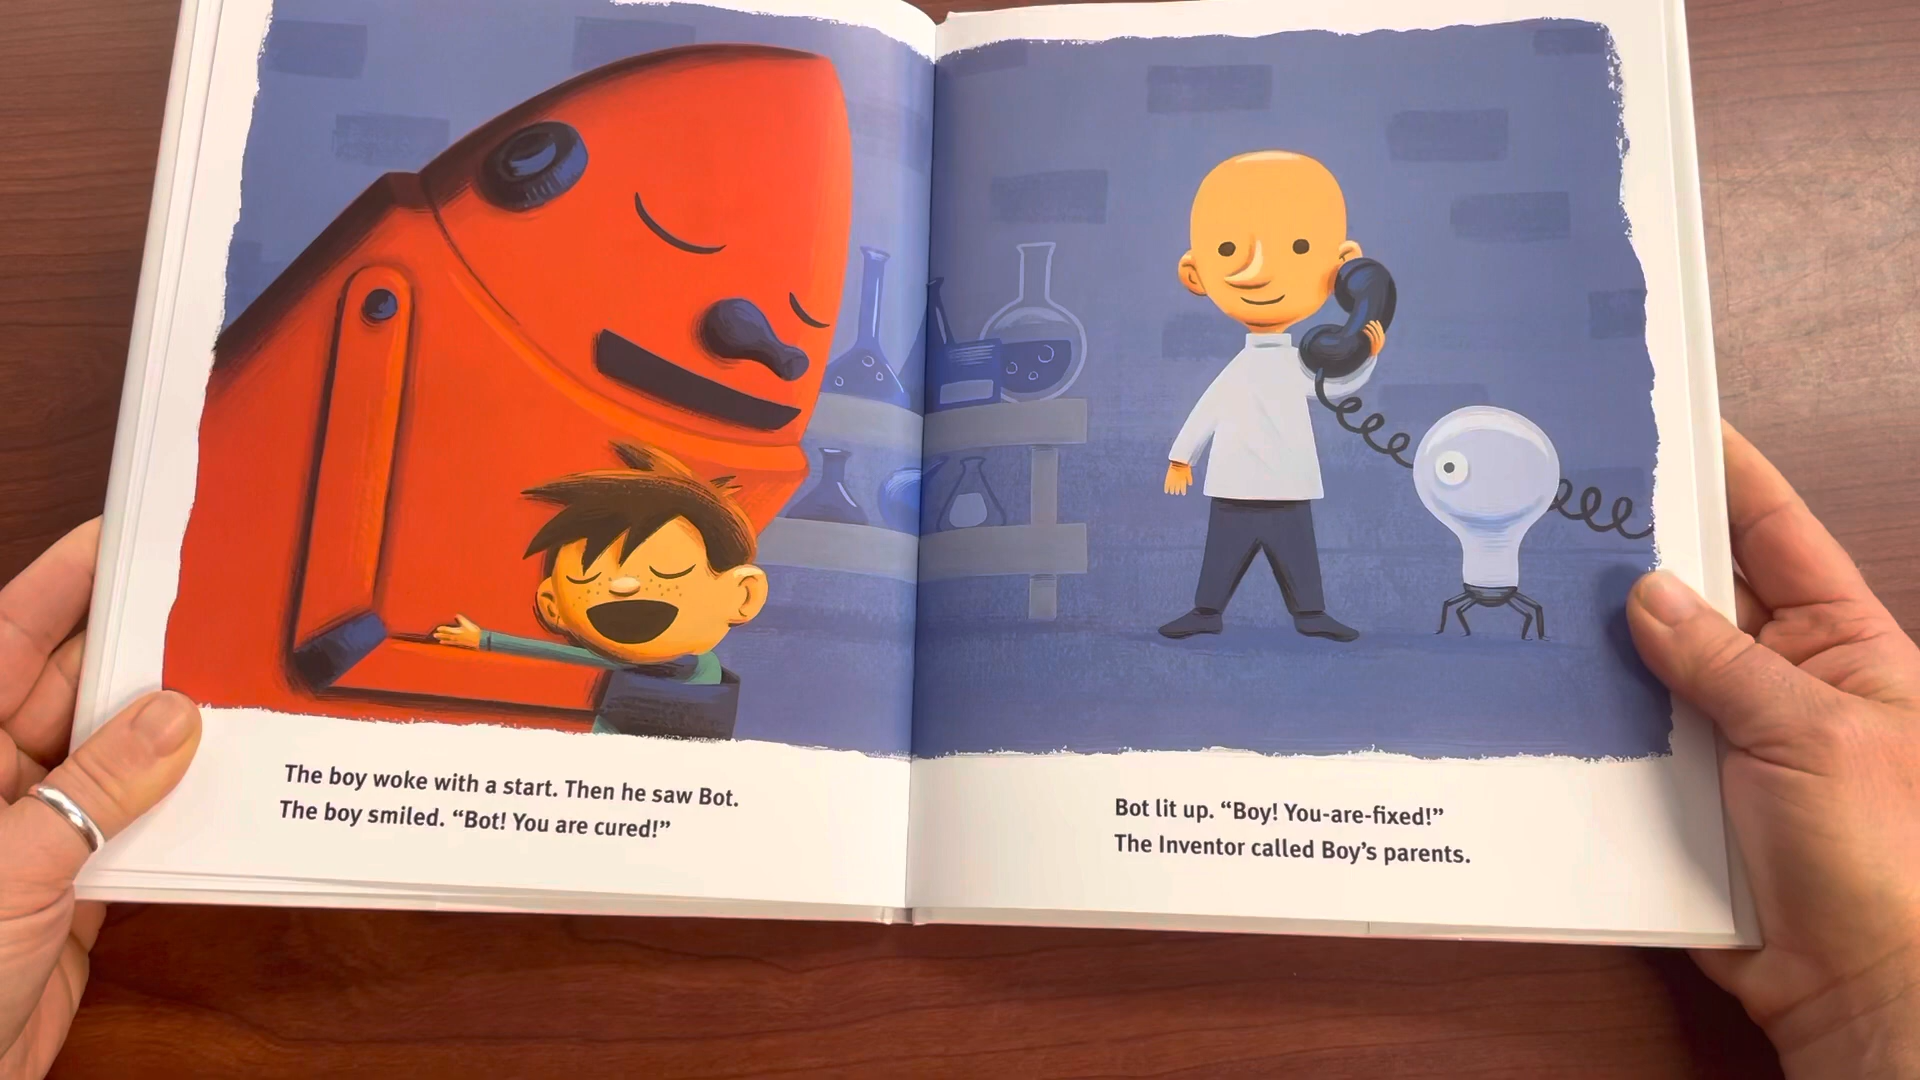 The boy woke with a start. Then he saw Bot.
The boy smiled. “Bot! You are cured!”
Bot lit up. “Boy! You-are-fixed!”
The Inventor called Boy’s parents.